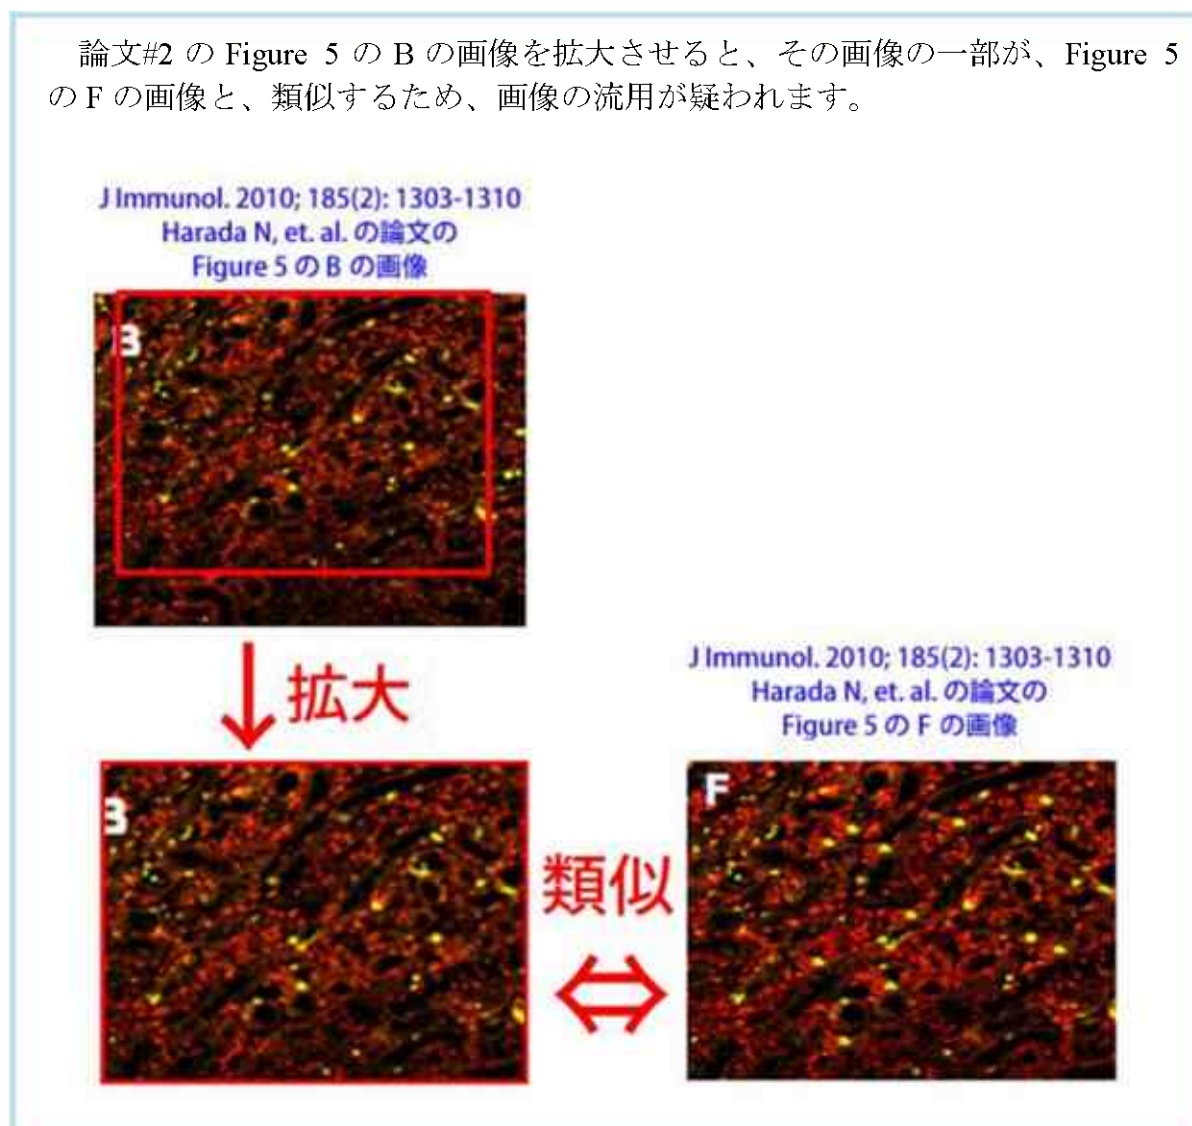 論文#2 の Figure 5 の B の画像を拡大させると、その画像の一部が、Figure 5
の F の画像と、類似するため、画像の流用が疑われます。
J Immunol. 2010; 185(2): 1303-1310
Harada N, et. al. の論文の
Figure 5 の B の画像
B
拡大
J Immunol. 2010; 185(2): 1303-1310
Harada N, et. al. の論文の
Figure 5 の F の画像
B
類似
F